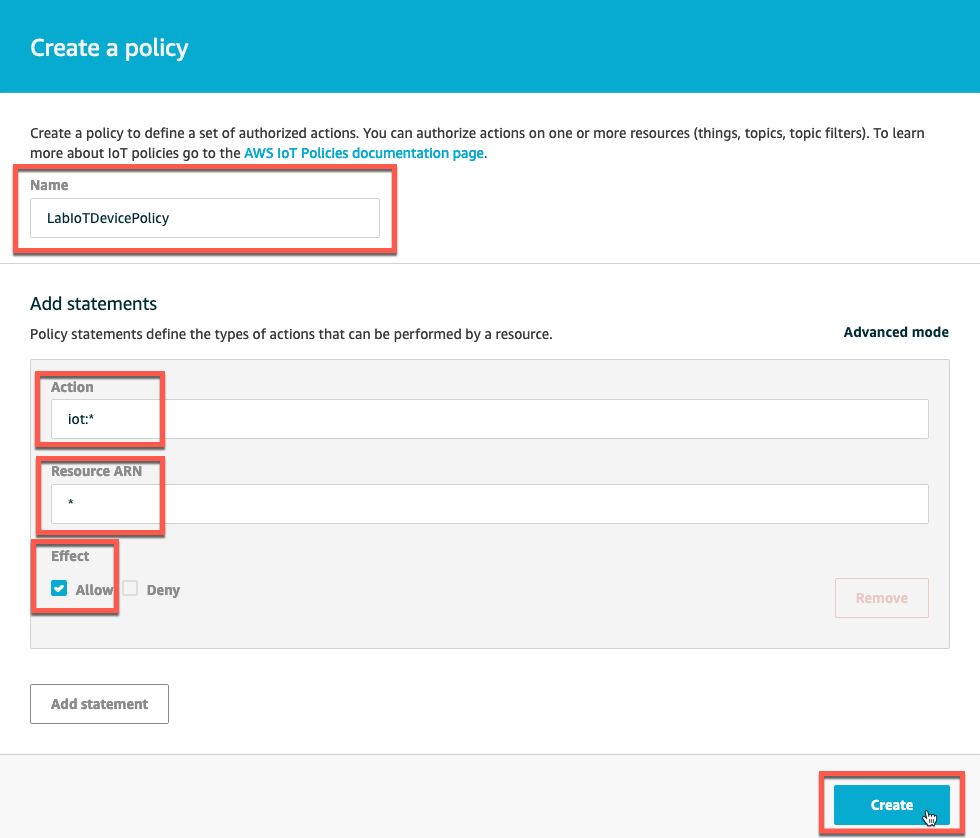 Create a policy
Create a policy to define a set of authorized actions. You can authorize actions on one or more resources (things, topics, topic filters). To learn
more about IoT policies go to the AWS IoT Policies documentation page.
Name
LabIoTDevicePolicy
Add statements
Policy statements define the types of actions that can be performed by a resource.
Advanced mode
Action
iot:*
Resource ARN
*
Effect
Allow Deny
Remove
Add statement
Create